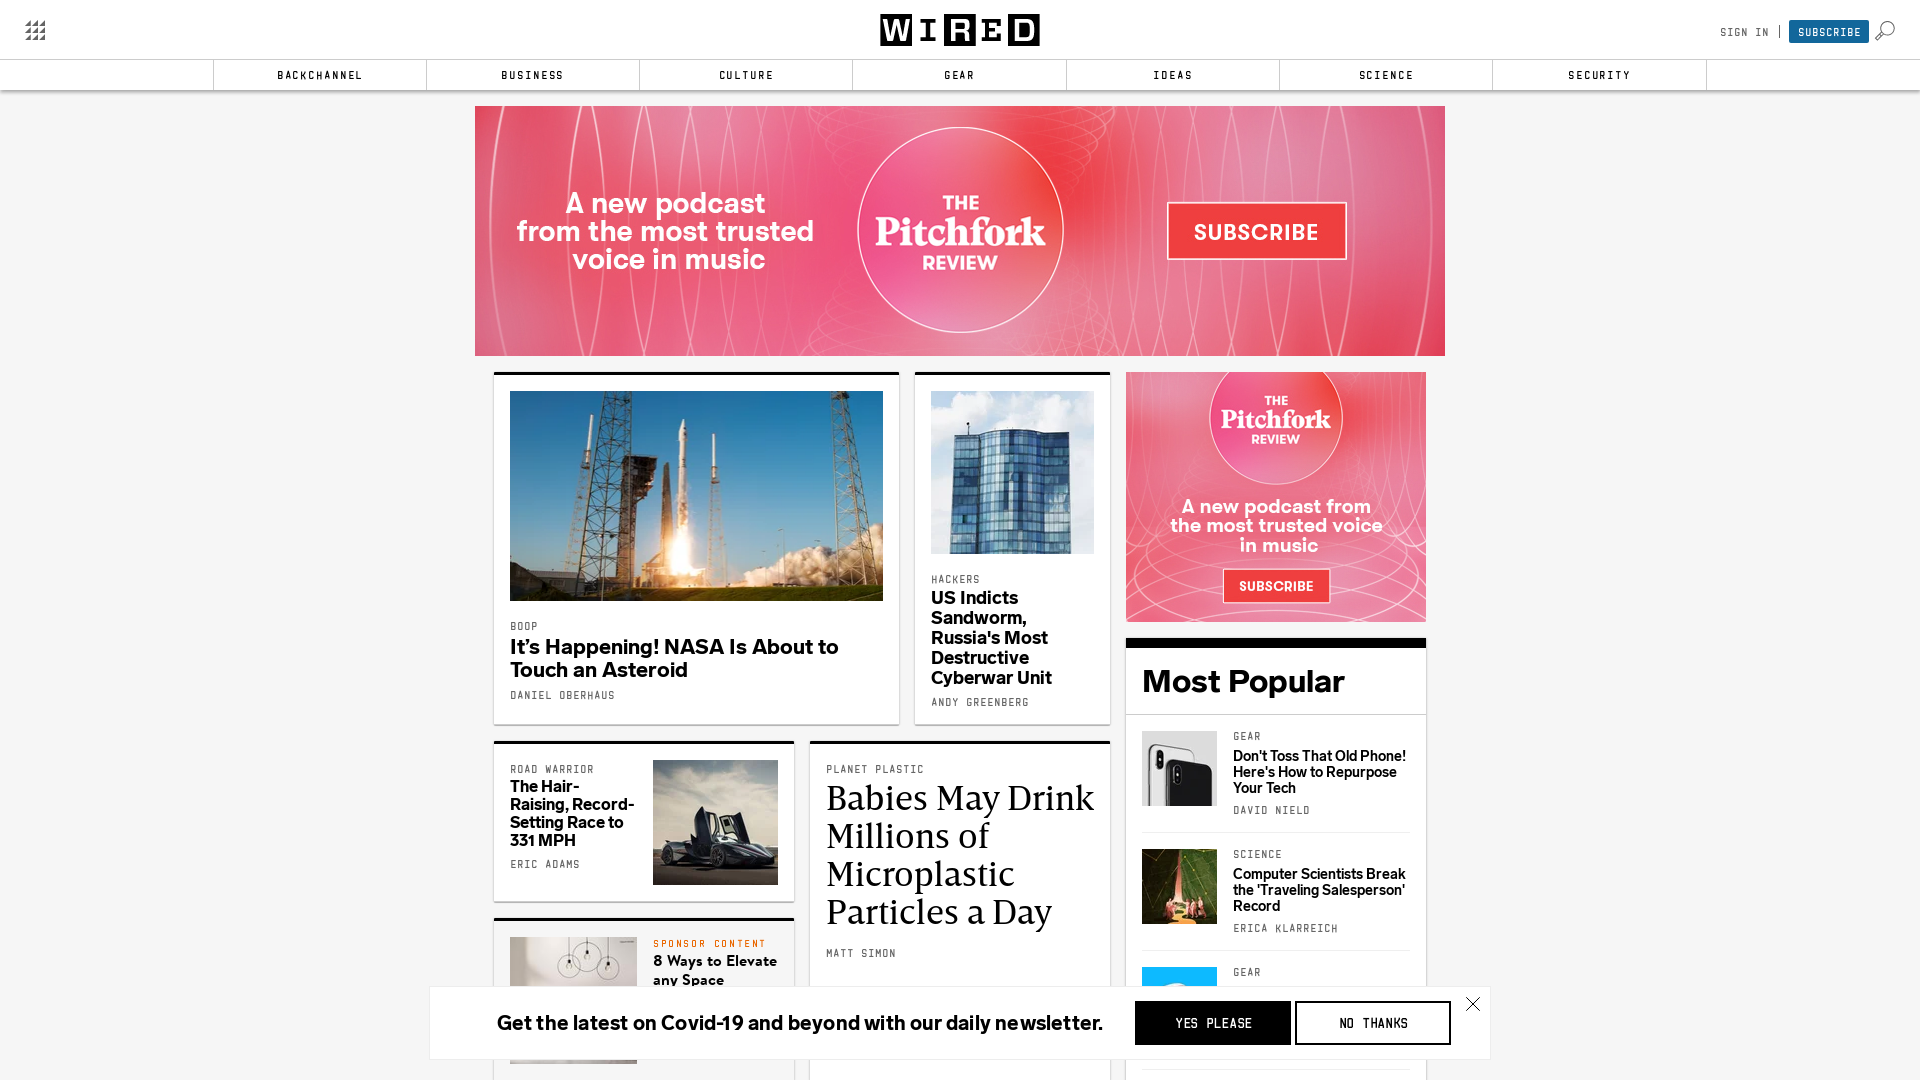 WIRED
SIGN IN
SUBSCRIBE
BACKCHANNEL
BUSINESS
CULTURE
GEAR
IDEAS
SCIENCE
SECURITY
A new podcast
from the most trusted
voice in music
THE
Pitchfork
REVIEW
SUBSCRIBE
BOOP
It’s Happening! NASA Is About to
Touch an Asteroid
DANIEL OBERHAUS
HACKERS
US Indicts
Sandworm,
Russia's Most
Destructive
Cyberwar Unit
ANDY GREENBERG
THE
Pitchfork
REVIEW
A new podcast from
the most trusted voice
in music
SUBSCRIBE
ROAD WARRIOR
The Hair-
Raising, Record-
Setting Race to
331 MPH
ERIC ADAMS
PLANET PLASTIC
Babies May Drink
Millions of
Microplastic
Particles a Day
MATT SIMON
Most Popular
GEAR
Don't Toss That Old Phone!
Here's How to Repurpose
Your Tech
DAVID NIELD
SCIENCE
Computer Scientists Break
the 'Traveling Salesperson'
Record
ERICA KLARREICH
GEAR
SPONSOR CONTENT
8 Ways to Elevate
any Space
Get the latest on Covid-19 and beyond with our daily newsletter.
YES PLEASE
NO THANKS